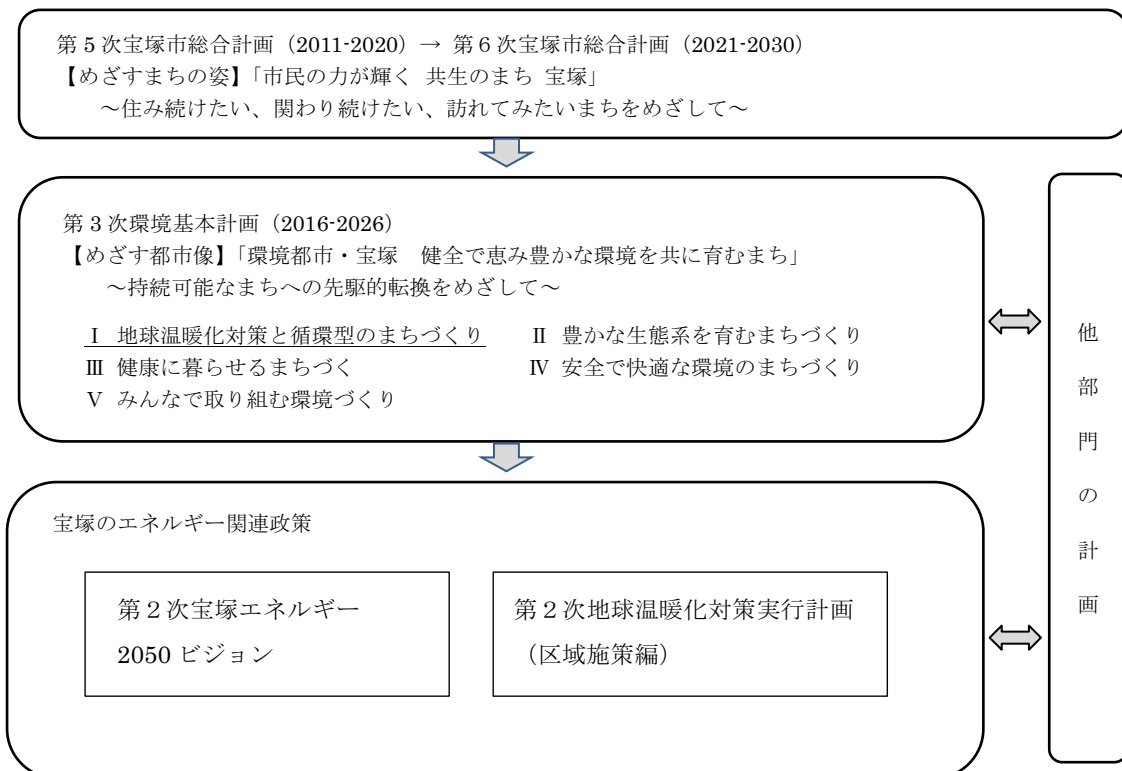 第5次宝塚市総合計画（2011-2020）→ 第6次宝塚市総合計画（2021-2030）
【めざすまちの姿】「市民の力が輝く 共生のまち 宝塚」
～住み続けたい、関わり続けたい、訪れてみたいまちをめざして～
第3次環境基本計画（2016-2026）
【めざす都市像】「環境都市・宝塚　健全で恵み豊かな環境を共に育むまち」
～持続可能なまちへの先駆的転換をめざして～
Ⅰ 地球温暖化対策と循環型のまちづくり　Ⅱ 豊かな生態系を育むまちづくり
Ⅲ 健康に暮らせるまちづく　Ⅳ 安全で快適な環境のまちづくり
Ⅴ みんなで取り組む環境づくり
宝塚のエネルギー関連政策
第２次宝塚エネルギー
2050 ビジョン
第２次地球温暖化対策実行計画
（区域施策編）
他部門の計画